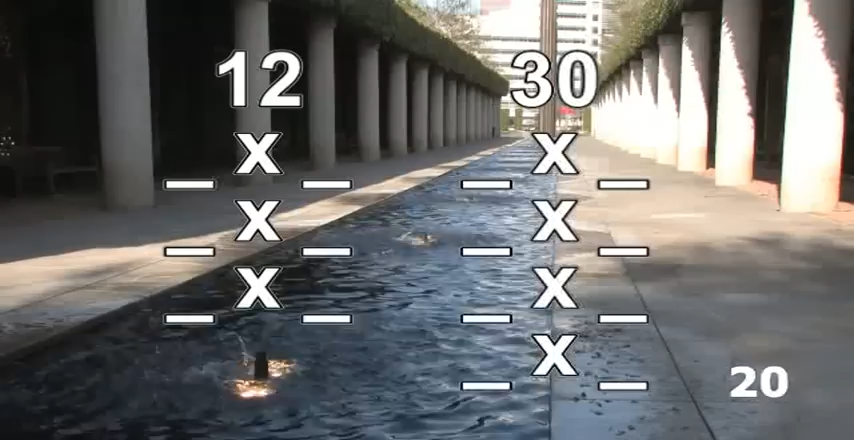 12 30
_ X _ _ X _
_ X _ _ X _
_ X _ _ X _
_ X _
20